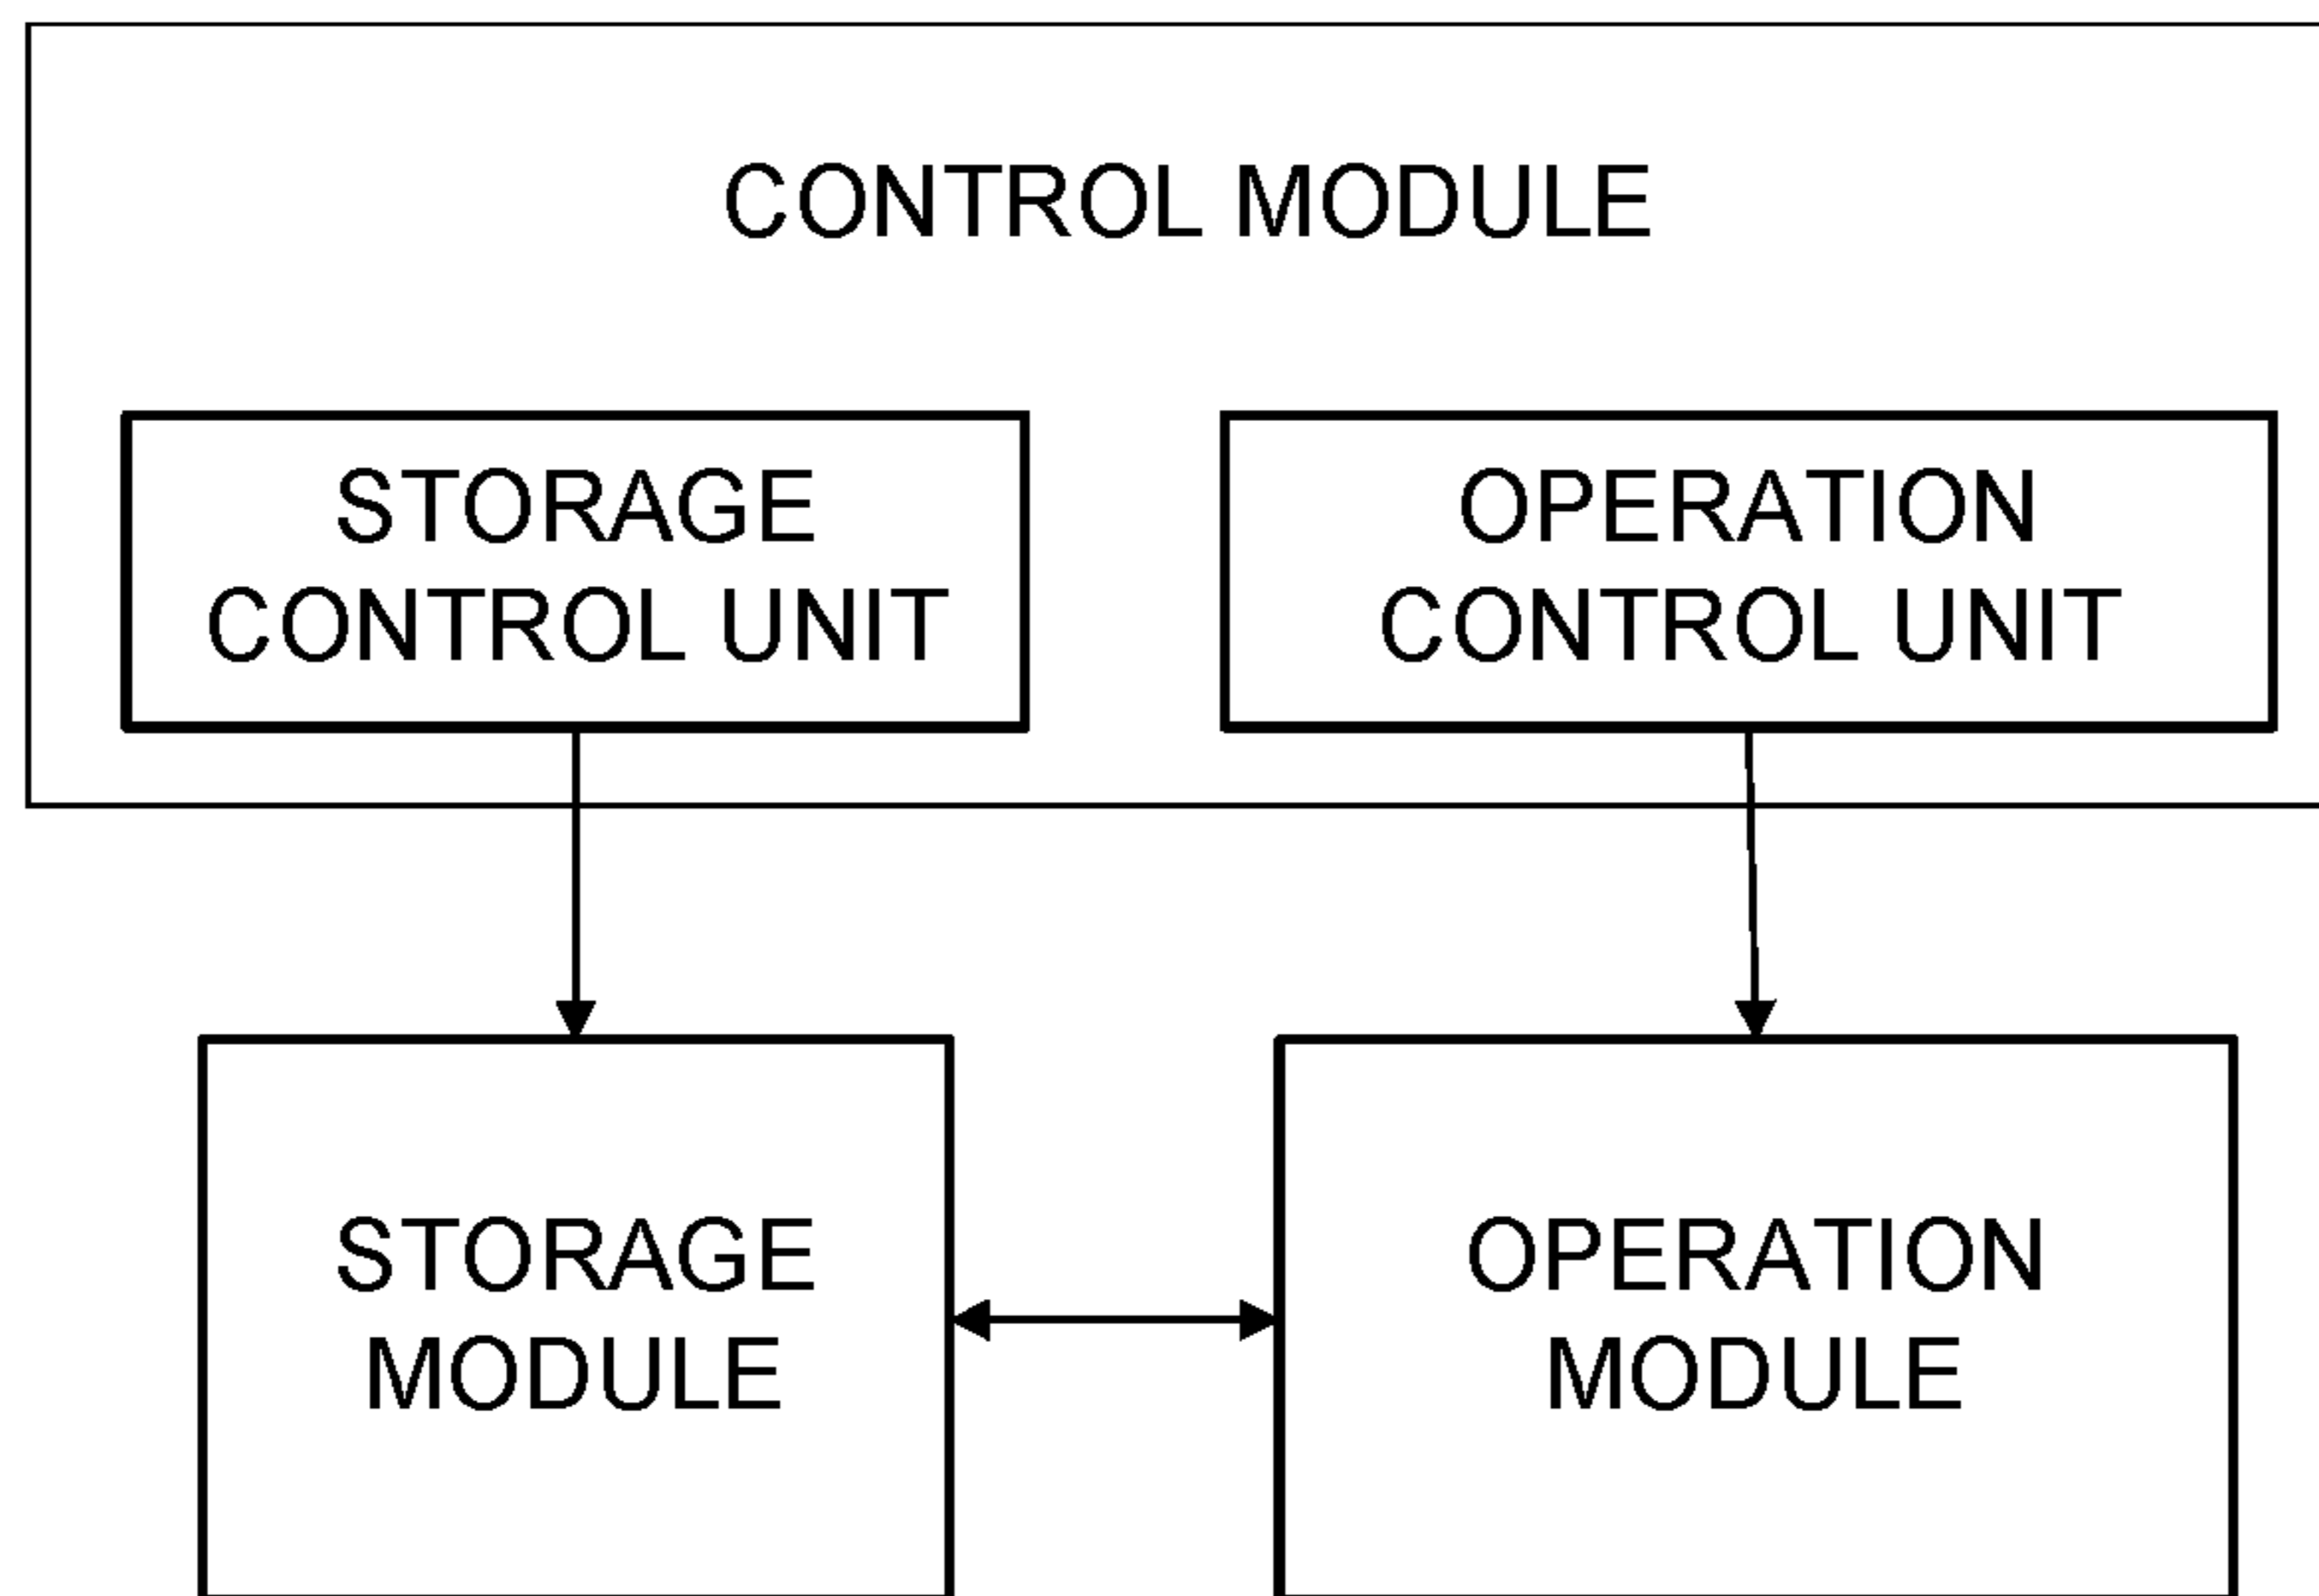 CONTROL MODULE
STORAGE
CONTROL UNIT
OPERATION
CONTROL UNIT
STORAGE
MODULE
OPERATION
MODULE